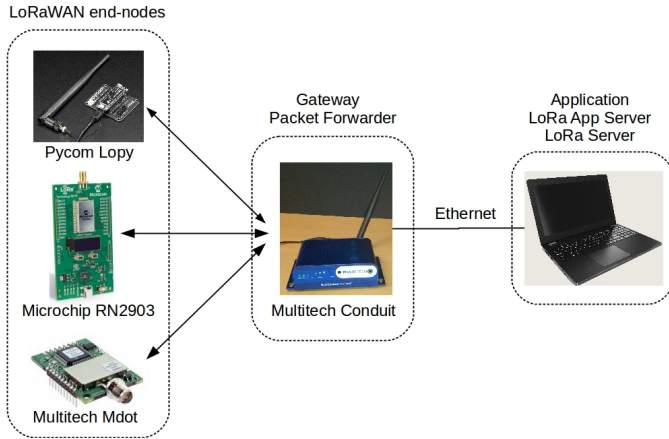 LoRaWAN end-nodes
Pycom Lopy
LoRa
Microchip RN2903
Multitech Mdot
Gateway
Packet Forwarder
Multitech Conduit
Ethernet
Application
LoRa App Server
LoRa Server